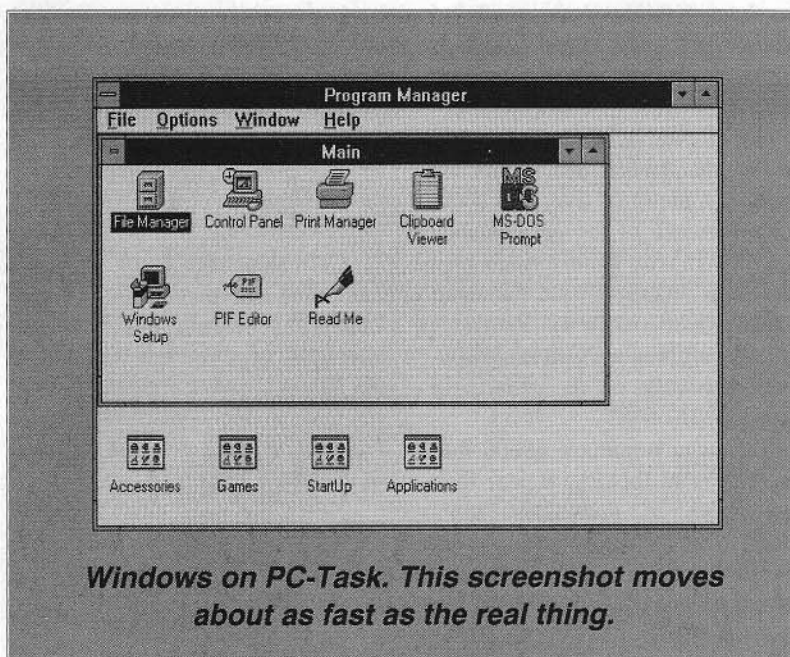 Program Manager
File Options Window Help
Main
File Manager
Control Panel
Print Manager
Clipboard
Viewer
MS-DOS
Prompt
Windows
Setup
PIF Editor
Read Me
Accessories
Games
StartUp
Applications
Windows on PC-Task. This screenshot moves
about as fast as the real thing.